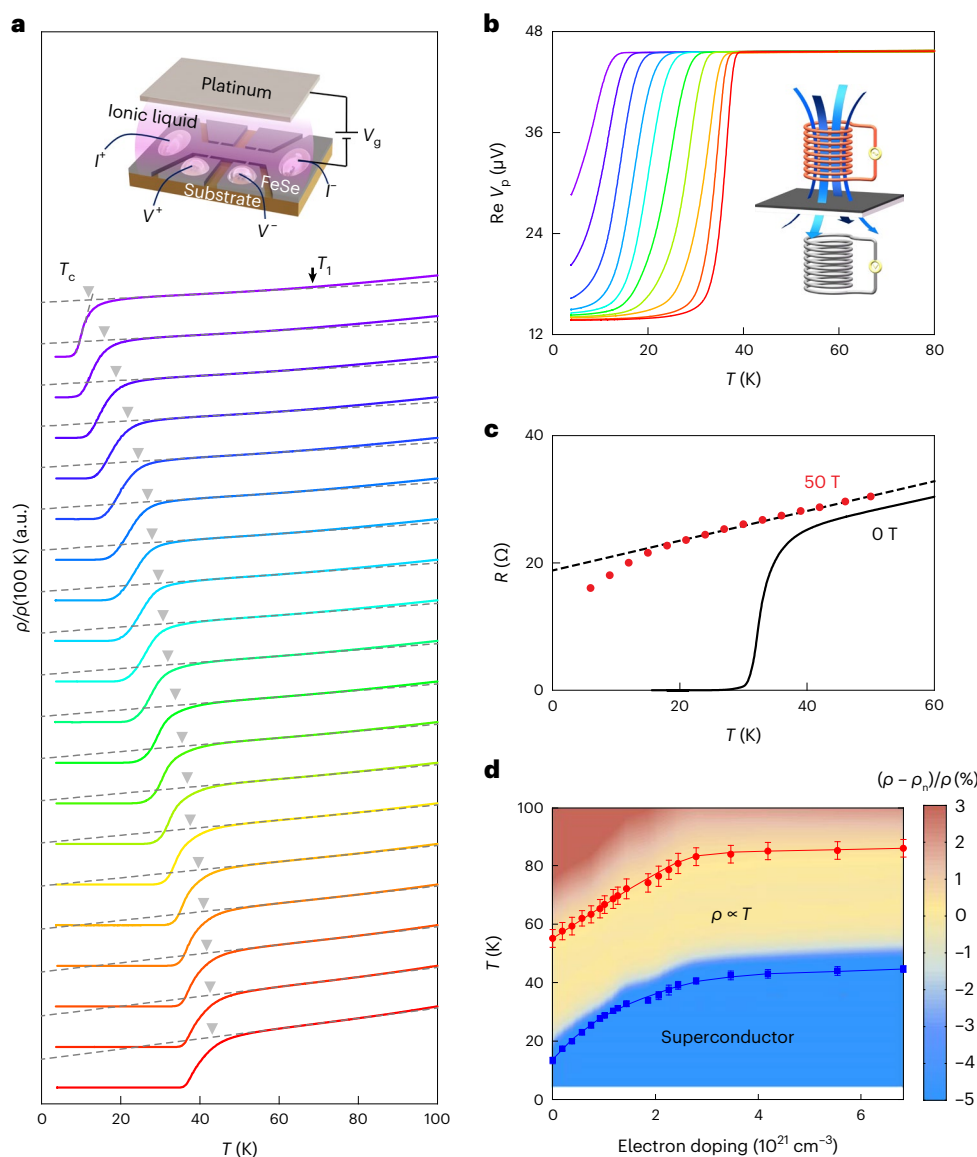 a
Platinum
Ionic liquid
V_g
I⁺
FeSe
I⁻
Substrate
V⁺
V⁻
T_c
T_1
ρ/ρ(100 K) (a.u.)
0 20 40 60 80 100
T (K)
b
48
36
24
12
Re V_p (μV)
0 20 40 60 80
T (K)
c
40
20
0
R (Ω)
50 T
0 T
0 20 40 60
T (K)
d
(ρ − ρ_n)/ρ (%)
100
80
60
40
20
0
T (K)
ρ ∝ T
Superconductor
3
2
1
0
−1
−2
−3
−4
−5
0 2 4 6
Electron doping (10²¹ cm⁻³)